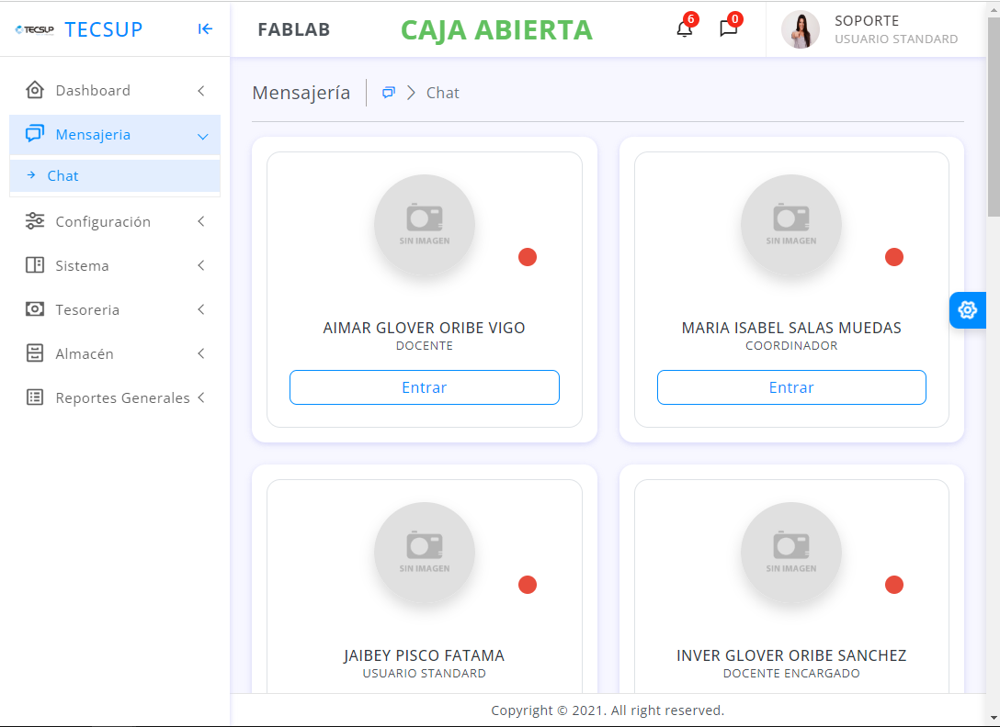 TECSUP TECSUP
Dashboard
Mensajeria
Chat
Configuración
Sistema
Tesoreria
Almacén
Reportes Generales
FABLAB
CAJA ABIERTA
6
0
SOPORTE
USUARIO STANDARD
Mensajería
Chat
SIN IMAGEN
AIMAR GLOVER ORIBE VIGO
DOCENTE
Entrar
SIN IMAGEN
MARIA ISABEL SALAS MUEDAS
COORDINADOR
Entrar
SIN IMAGEN
JAIBEY PISCO FATAMA
USUARIO STANDARD
SIN IMAGEN
INVER GLOVER ORIBE SANCHEZ
DOCENTE ENCARGADO
Copyright © 2021. All right reserved.